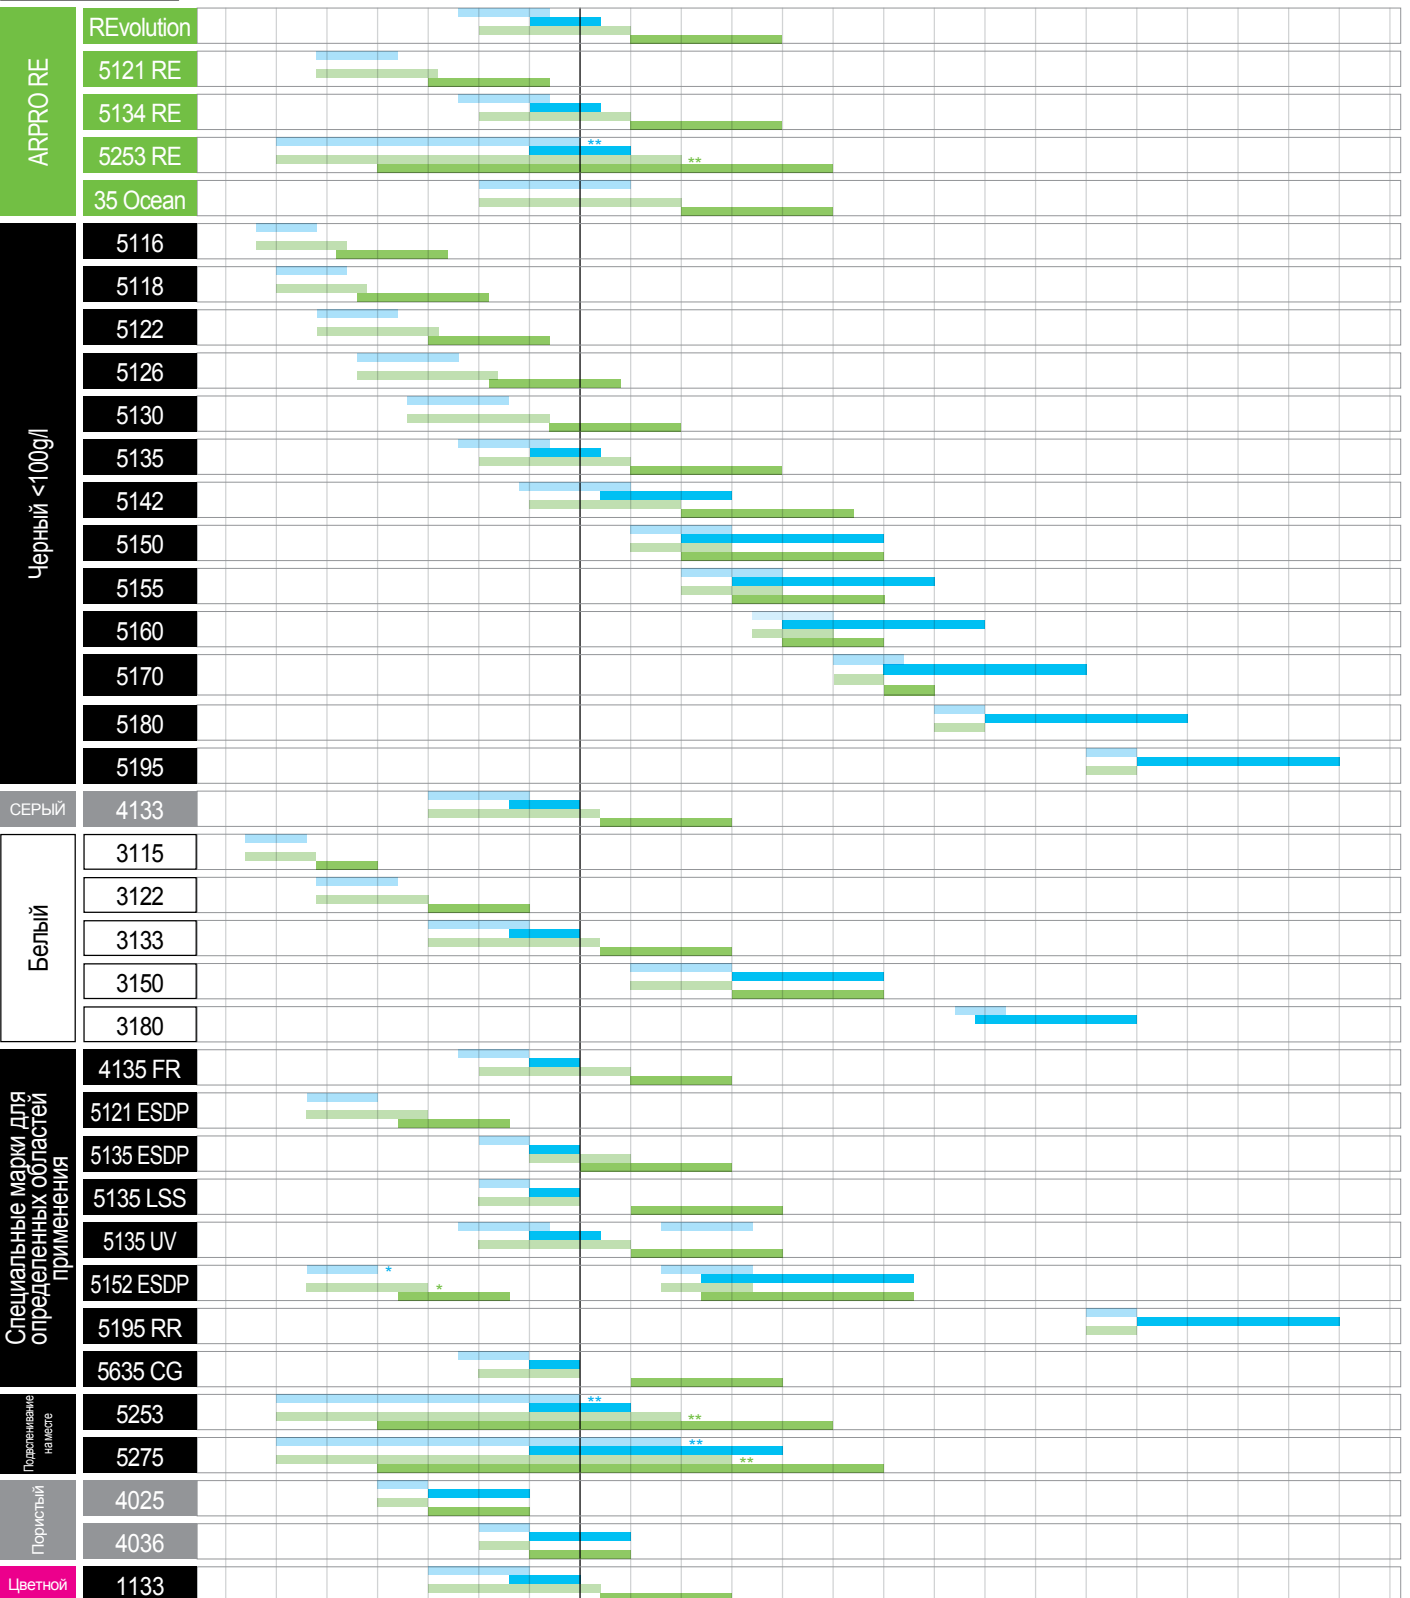 ARPRO RE
REvolution
5121 RE
5134 RE
5253 RE
**
**
35 Ocean
Черный <100g/l
5116
5118
5122
5126
5130
5135
5142
5150
5155
5160
5170
5180
5195
СЕРЫЙ
4133
Белый
3115
3122
3133
3150
3180
Специальные марки для
определенных областей
применения
4135 FR
5121 ESDP
5135 ESDP
5135 LSS
5135 UV
5152 ESDP
*
*
5195 RR
5635 CG
Подвспенивание
на месте
5253
**
**
5275
**
**
Пористый
4025
4036
Цветной
1133